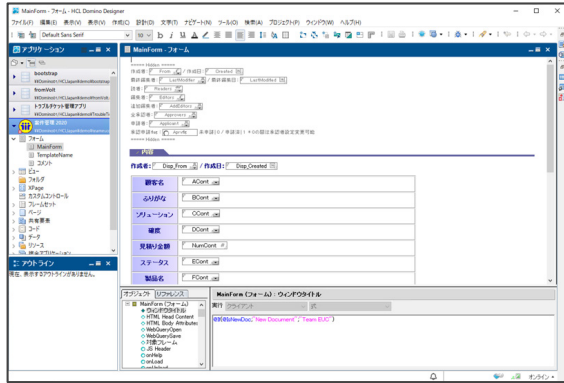 MainForm - フォーム - HCL Domino Designer
ファイル(F) 編集(E) 表示(V) 表示(V) 作成(C) 設計(D) 文字(T) ナビゲート(N) ツール(O) 検索(A) プロジェクト(P) ウィンドウ(W) ヘルプ(H)
Default Sans Serif 10 b i U A
アプリケーション
bootstrap
fromVolt
トラブルチケット管理アプリ
案件管理 2020
フォーム
MainForm
TemplateName
コメント
ビュー
フォルダ
XPage
カスタムコントロール
フレームセット
ページ
共有要素
コード
データ
リソース
アウトライン
現在、表示するアウトラインがありません。
MainForm - フォーム
===== Hidden =====
作成者: From / 作成日: Created
最終編集者: LastModifier / 最終編集日: LastModified
読者: Readers
編集者: Editors
追加編集者: AddEditors
全承認者: Approvers
申請者: Applicant
===== Hidden =====
内容
作成者: Disp_From / 作成日: Disp_Created
顧客名 ACont
ふりがな BCont
ソリューション CCont
確度 DCont
見積り金額 NumCont
ステータス ECont
製品名 FCont
オブジェクト リファレンス
MainForm (フォーム)
ウィンドウタイトル
HTML Head Content
HTML Body Attributes
WebQueryOpen
WebQuerySave
対象フレーム
JS Header
onHelp
onLoad
onUnload
MainForm (フォーム) : ウィンドウタイトル
実行 クライアント 式
@If(@IsNewDoc;"New Document";"Team.EUC")
オンライン